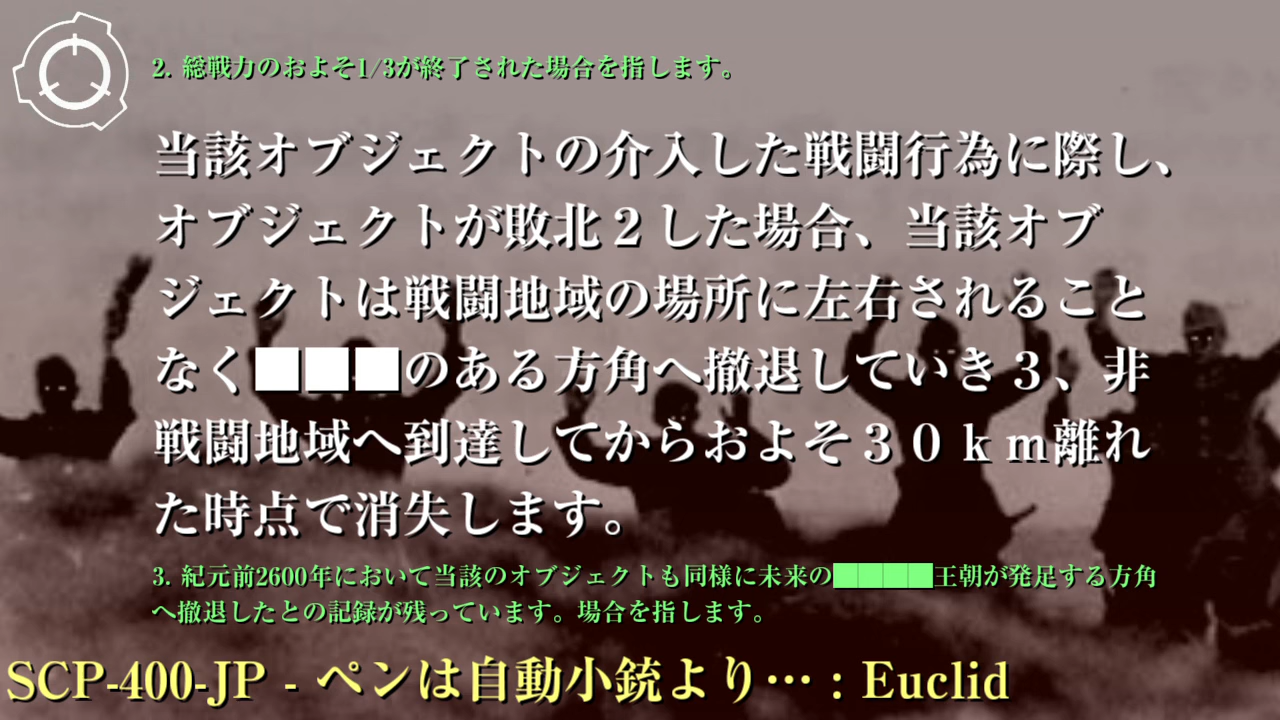 2. 総戦力のおよそ1/3が終了された場合を指します。
当該オブジェクトの介入した戦闘行為に際し、
オブジェクトが敗北２した場合、当該オブ
ジェクトは戦闘地域の場所に左右されること
なく■■■のある方角へ撤退していき３、非
戦闘地域へ到達してからおよそ３０ｋｍ離れ
た時点で消失します。
3. 紀元前2600年において当該のオブジェクトも同様に未来の■■■■王朝が発足する方角
へ撤退したとの記録が残っています。場合を指します。
SCP-400-JP - ペンは自動小銃より…：Euclid